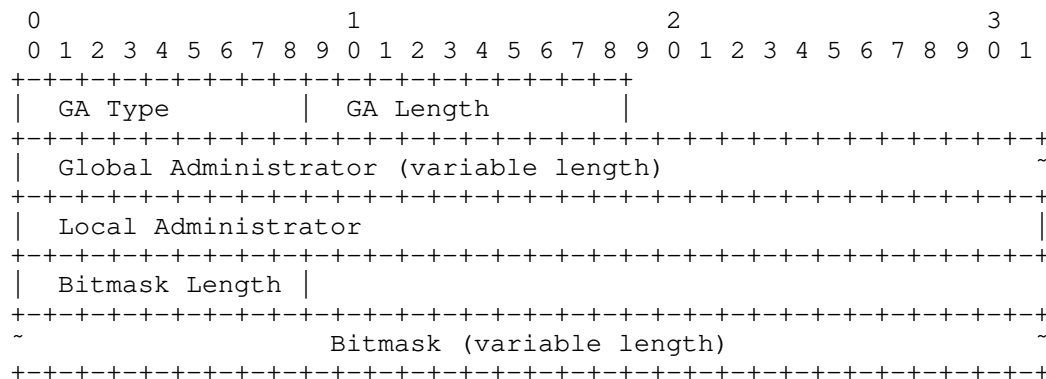 0                   1                   2                   3
 0 1 2 3 4 5 6 7 8 9 0 1 2 3 4 5 6 7 8 9 0 1 2 3 4 5 6 7 8 9 0 1
+-+-+-+-+-+-+-+-+-+-+-+-+-+-+-+-+-+-+-+
|  GA Type        |  GA Length        |
+-+-+-+-+-+-+-+-+-+-+-+-+-+-+-+-+-+-+-+-+-+-+-+-+-+-+-+-+-+-+-+-+
|  Global Administrator (variable length)                       ~
+-+-+-+-+-+-+-+-+-+-+-+-+-+-+-+-+-+-+-+-+-+-+-+-+-+-+-+-+-+-+-+-+
|  Local Administrator                                          |
+-+-+-+-+-+-+-+-+-+-+-+-+-+-+-+-+-+-+-+-+-+-+-+-+-+-+-+-+-+-+-+-+
|  Bitmask Length |
+-+-+-+-+-+-+-+-+-+-+-+-+-+-+-+-+-+-+-+-+-+-+-+-+-+-+-+-+-+-+-+-+
~                   Bitmask (variable length)                   ~
+-+-+-+-+-+-+-+-+-+-+-+-+-+-+-+-+-+-+-+-+-+-+-+-+-+-+-+-+-+-+-+-+